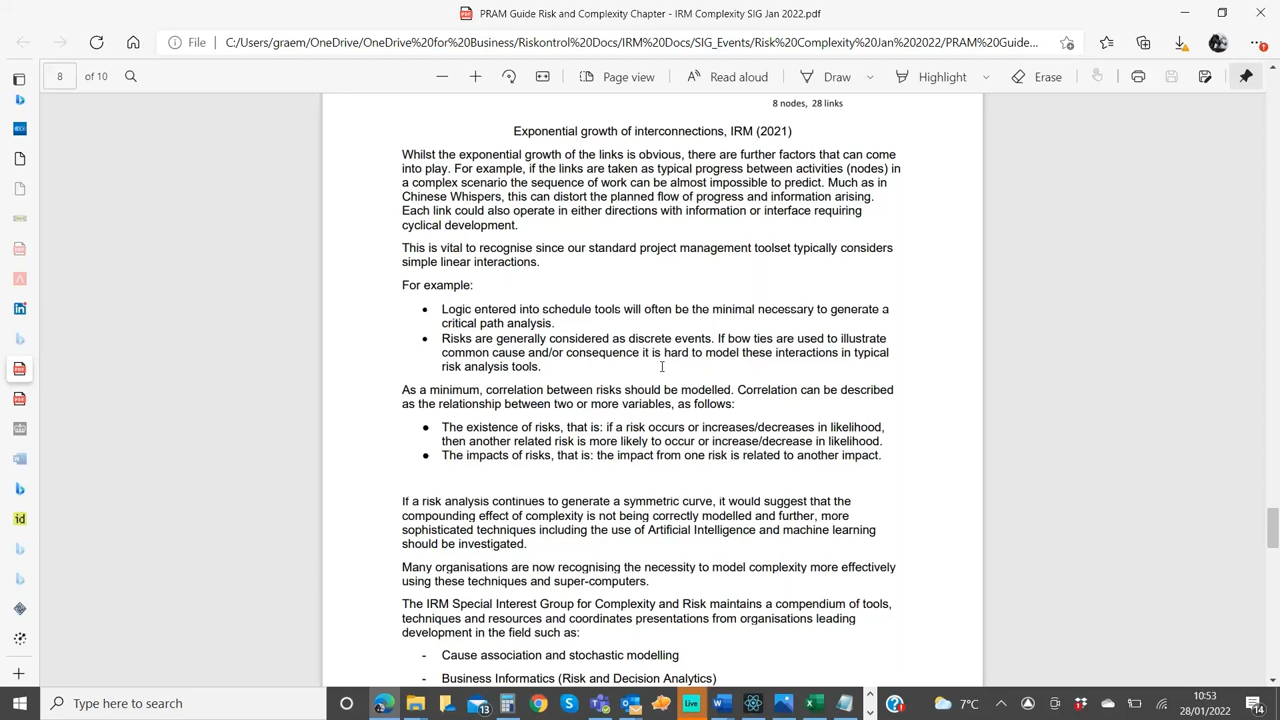 PRAM Guide Risk and Complexity Chapter - IRM Complexity SIG Jan 2022.pdf
File
C:/Users/graem/OneDrive/OneDrive%20for%20Business/Riskontrol%20Docs/IRM%20Docs/SIG_Events/Risk%20Complexity%20Jan%202022/PRAM%20Guide...
8 of 10
Page view
Read aloud
Draw
Highlight
Erase
8 nodes, 28 links
Exponential growth of interconnections, IRM (2021)
Whilst the exponential growth of the links is obvious, there are further factors that can come
into play. For example, if the links are taken as typical progress between activities (nodes) in
a complex scenario the sequence of work can be almost impossible to predict. Much as in
Chinese Whispers, this can distort the planned flow of progress and information arising.
Each link could also operate in either directions with information or interface requiring
cyclical development.
This is vital to recognise since our standard project management toolset typically considers
simple linear interactions.
For example:
• Logic entered into schedule tools will often be the minimal necessary to generate a
critical path analysis.
• Risks are generally considered as discrete events. If bow ties are used to illustrate
common cause and/or consequence it is hard to model these interactions in typical
risk analysis tools.
As a minimum, correlation between risks should be modelled. Correlation can be described
as the relationship between two or more variables, as follows:
• The existence of risks, that is: if a risk occurs or increases/decreases in likelihood,
then another related risk is more likely to occur or increase/decrease in likelihood.
• The impacts of risks, that is: the impact from one risk is related to another impact.
If a risk analysis continues to generate a symmetric curve, it would suggest that the
compounding effect of complexity is not being correctly modelled and further, more
sophisticated techniques including the use of Artificial Intelligence and machine learning
should be investigated.
Many organisations are now recognising the necessity to model complexity more effectively
using these techniques and super-computers.
The IRM Special Interest Group for Complexity and Risk maintains a compendium of tools,
techniques and resources and coordinates presentations from organisations leading
development in the field such as:
- Cause association and stochastic modelling
- Business Informatics (Risk and Decision Analytics)
Type here to search
13
Live
7°C
10:53
28/01/2022
14